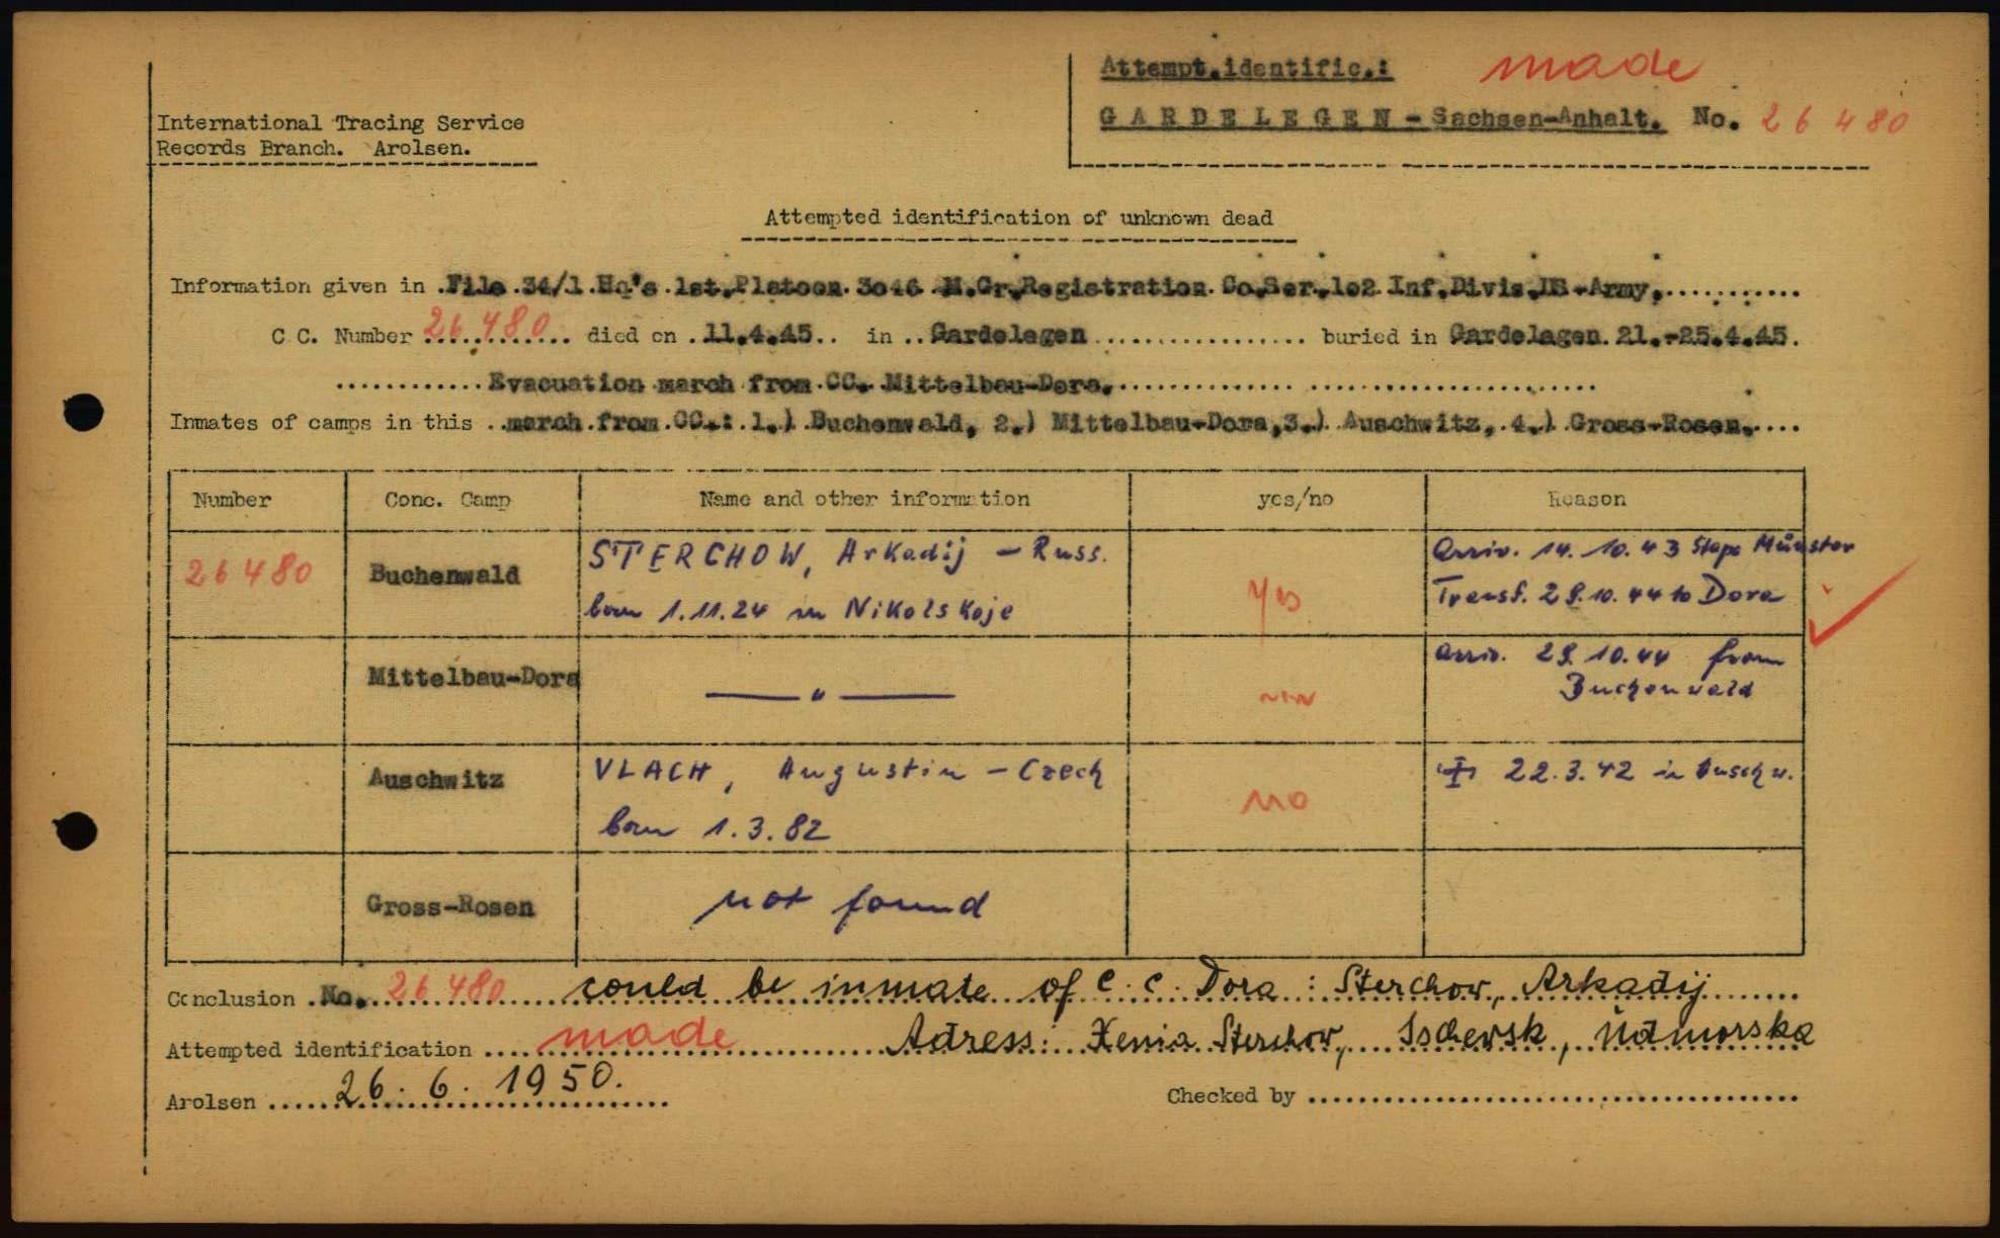 Attempt.identific.: made
GARDELEGEN - Sachsen-Anhalt. No. 26 480
International Tracing Service
Records Branch. Arolsen.
Attempted identification of unknown dead
Information given in .File.34/1.Hq's.1st.Platoon.3046.M.Gr.Registration.Co.Ser.102 Inf.Divis.IX.Army.
C C. Number 26.480 died on .11.4.45.. in ..Gardelegen buried in Gardelagen.21.-25.4.45.
Evacuation march from.CC. Mittelbau-Dora.
Inmates of camps in this ..march.from.CC.:.1.) Buchenwald, 2.) Mittelbau-Dora,3.) Auschwitz,.4.) Gross-Rosen.
Number Conc. Camp Name and other information yes/no Reason
26480 Buchenwald STERCHOW, Arkadij - Russ. yes Arriv. 14. 10. 43 Stapo Münster
born 1.11.24 in Nikolskoje Transf. 29.10.44 to Dora
Mittelbau-Dora — " — arriv. 29.10.44 from
Buchenwald
Auschwitz VLACH, Augustin - Czech no 22.3.42 in Auschw.
born 1.3.82
Gross-Rosen not found
Conclusion .No. 26 480 could be inmate of C.C. Dora : Sterchow, Arkadij
Attempted identification made Adress: Xenia Sterchow, Ischewsk, Udmorska
Arolsen 26. 6. 1950. Checked by